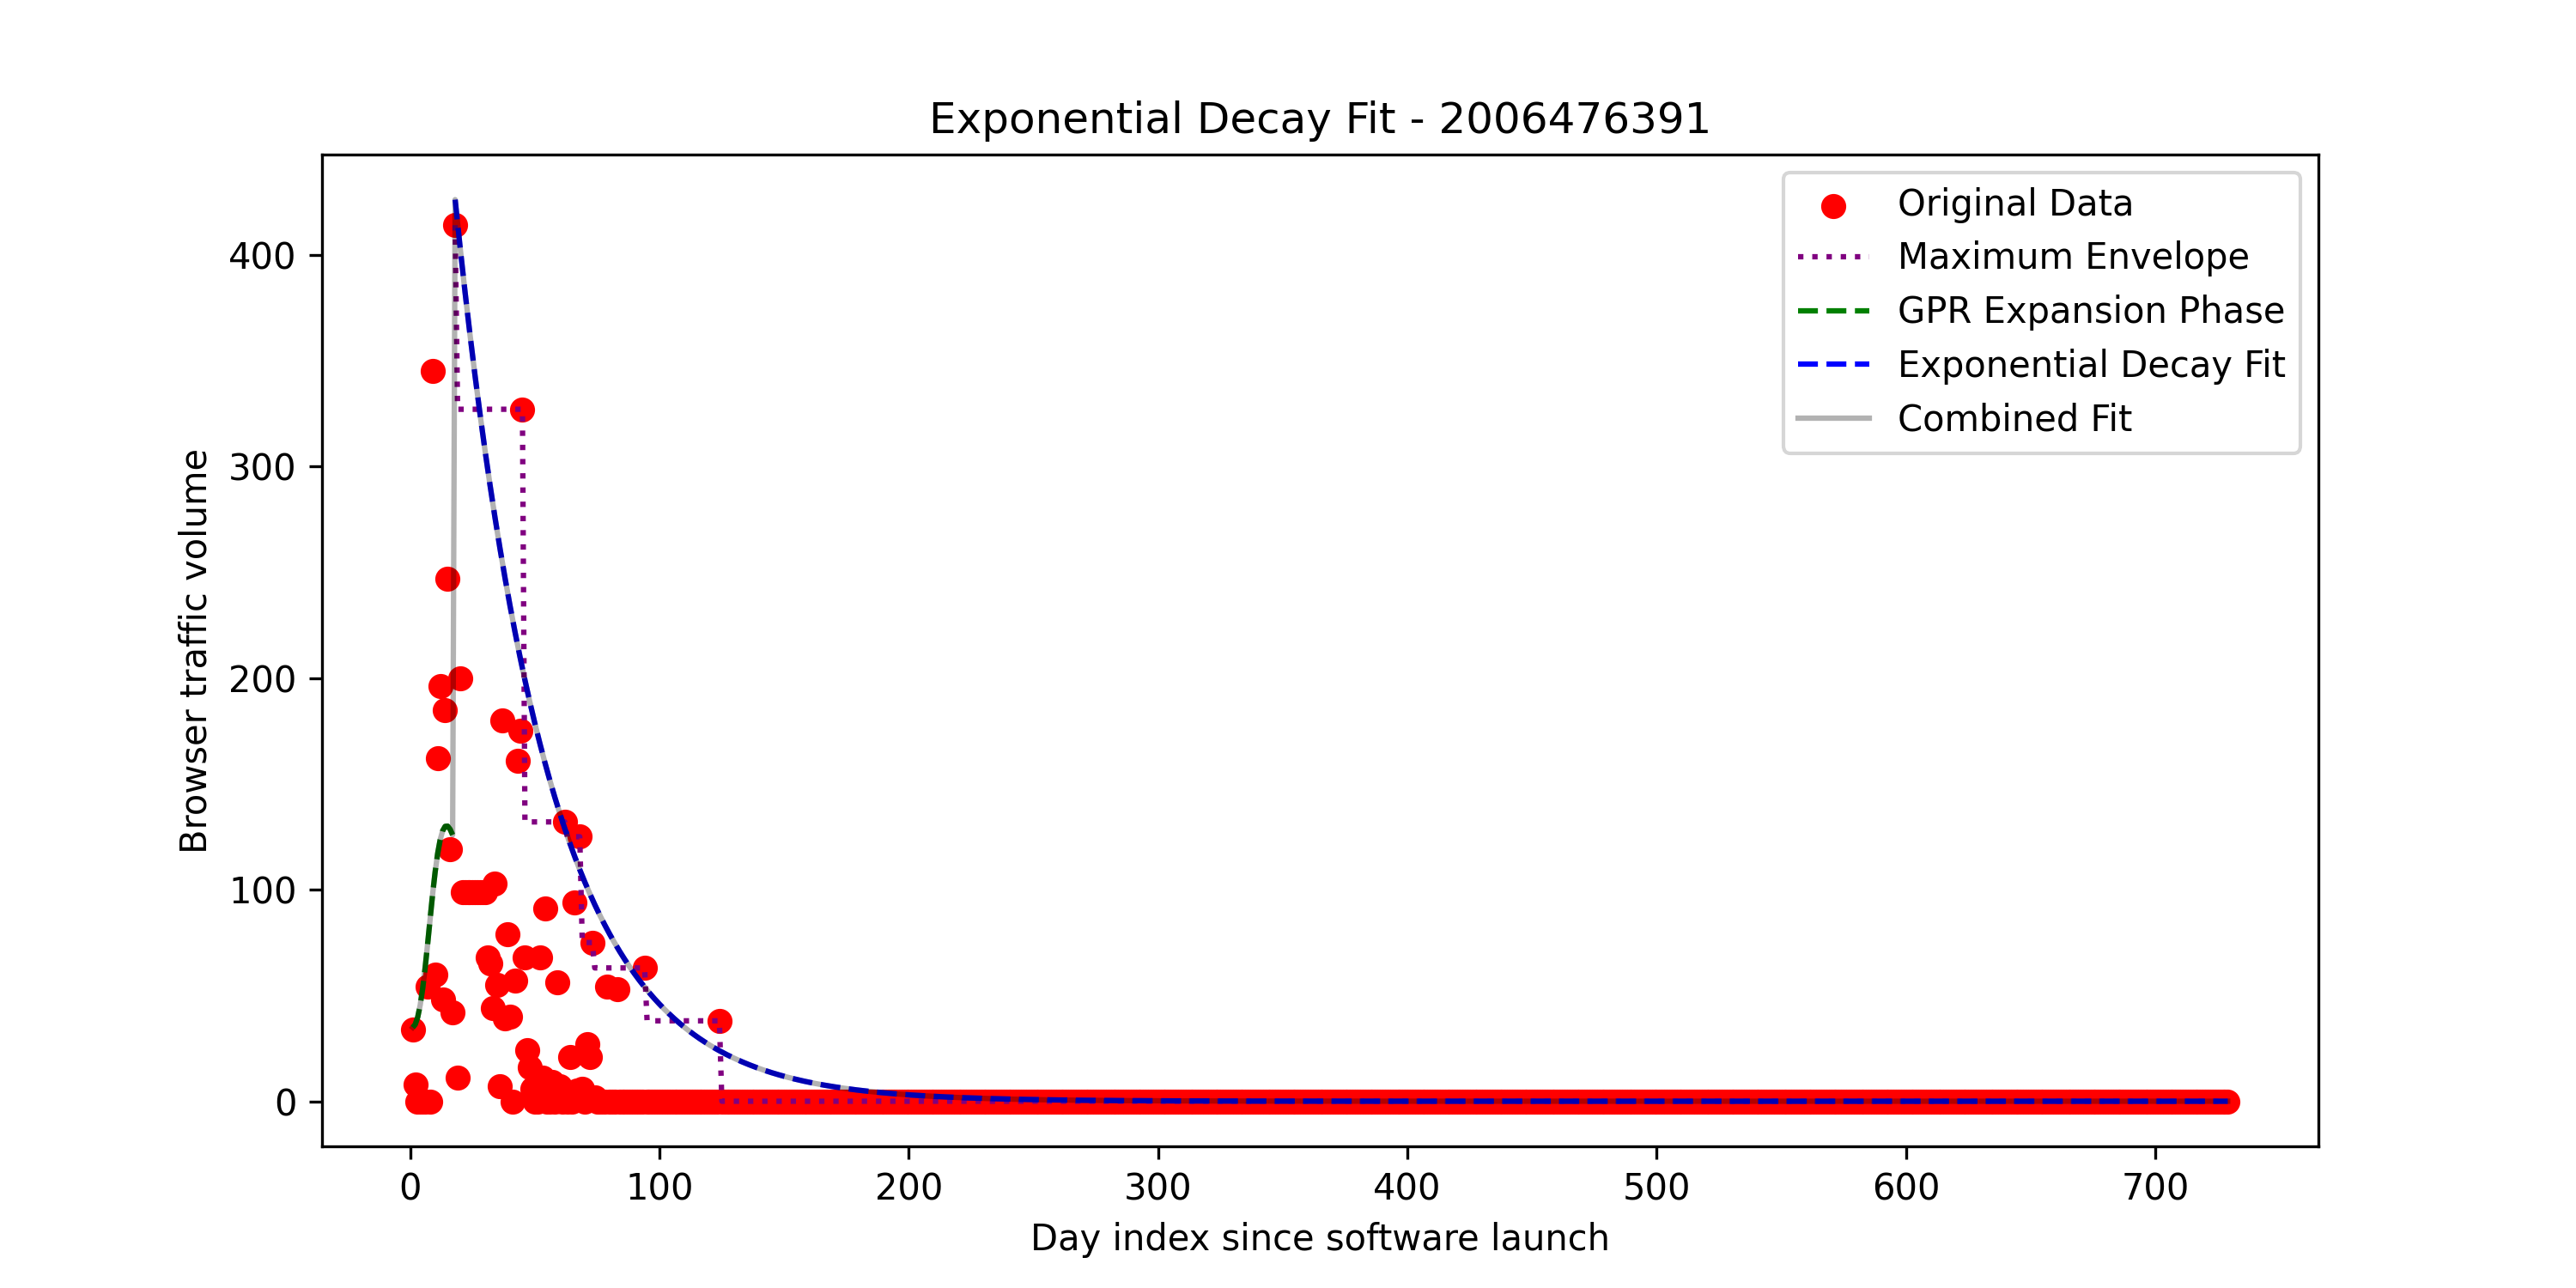 Exponential Decay Fit - 2006476391
Original Data
Maximum Envelope
GPR Expansion Phase
Exponential Decay Fit
Combined Fit
Browser traffic volume
400
300
200
100
0
0 100 200 300 400 500 600 700
Day index since software launch